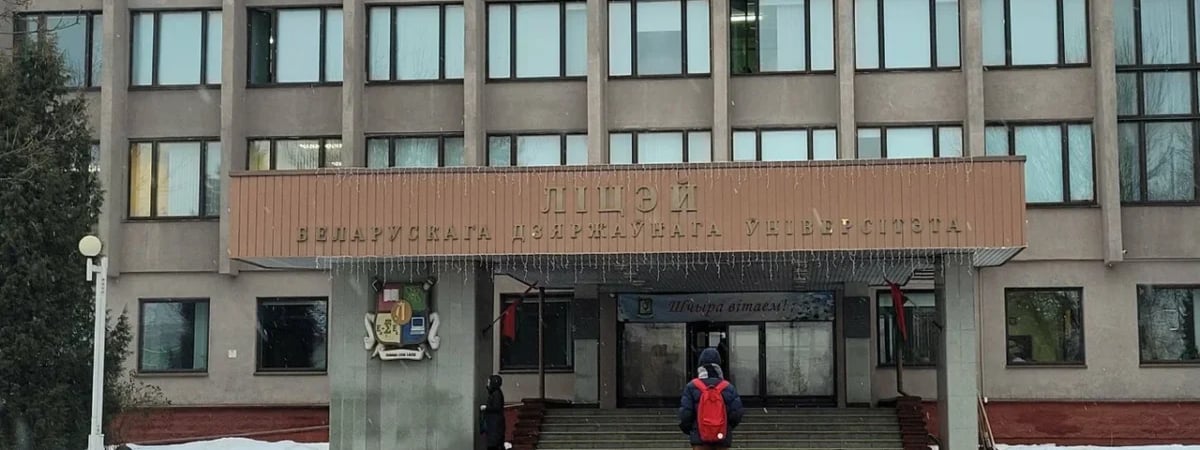 ЛІЦЭЙ
БЕЛАРУСКАГА ДЗЯРЖАЎНАГА ЎНІВЕРСІТЭТА
Шчыра вітаем!